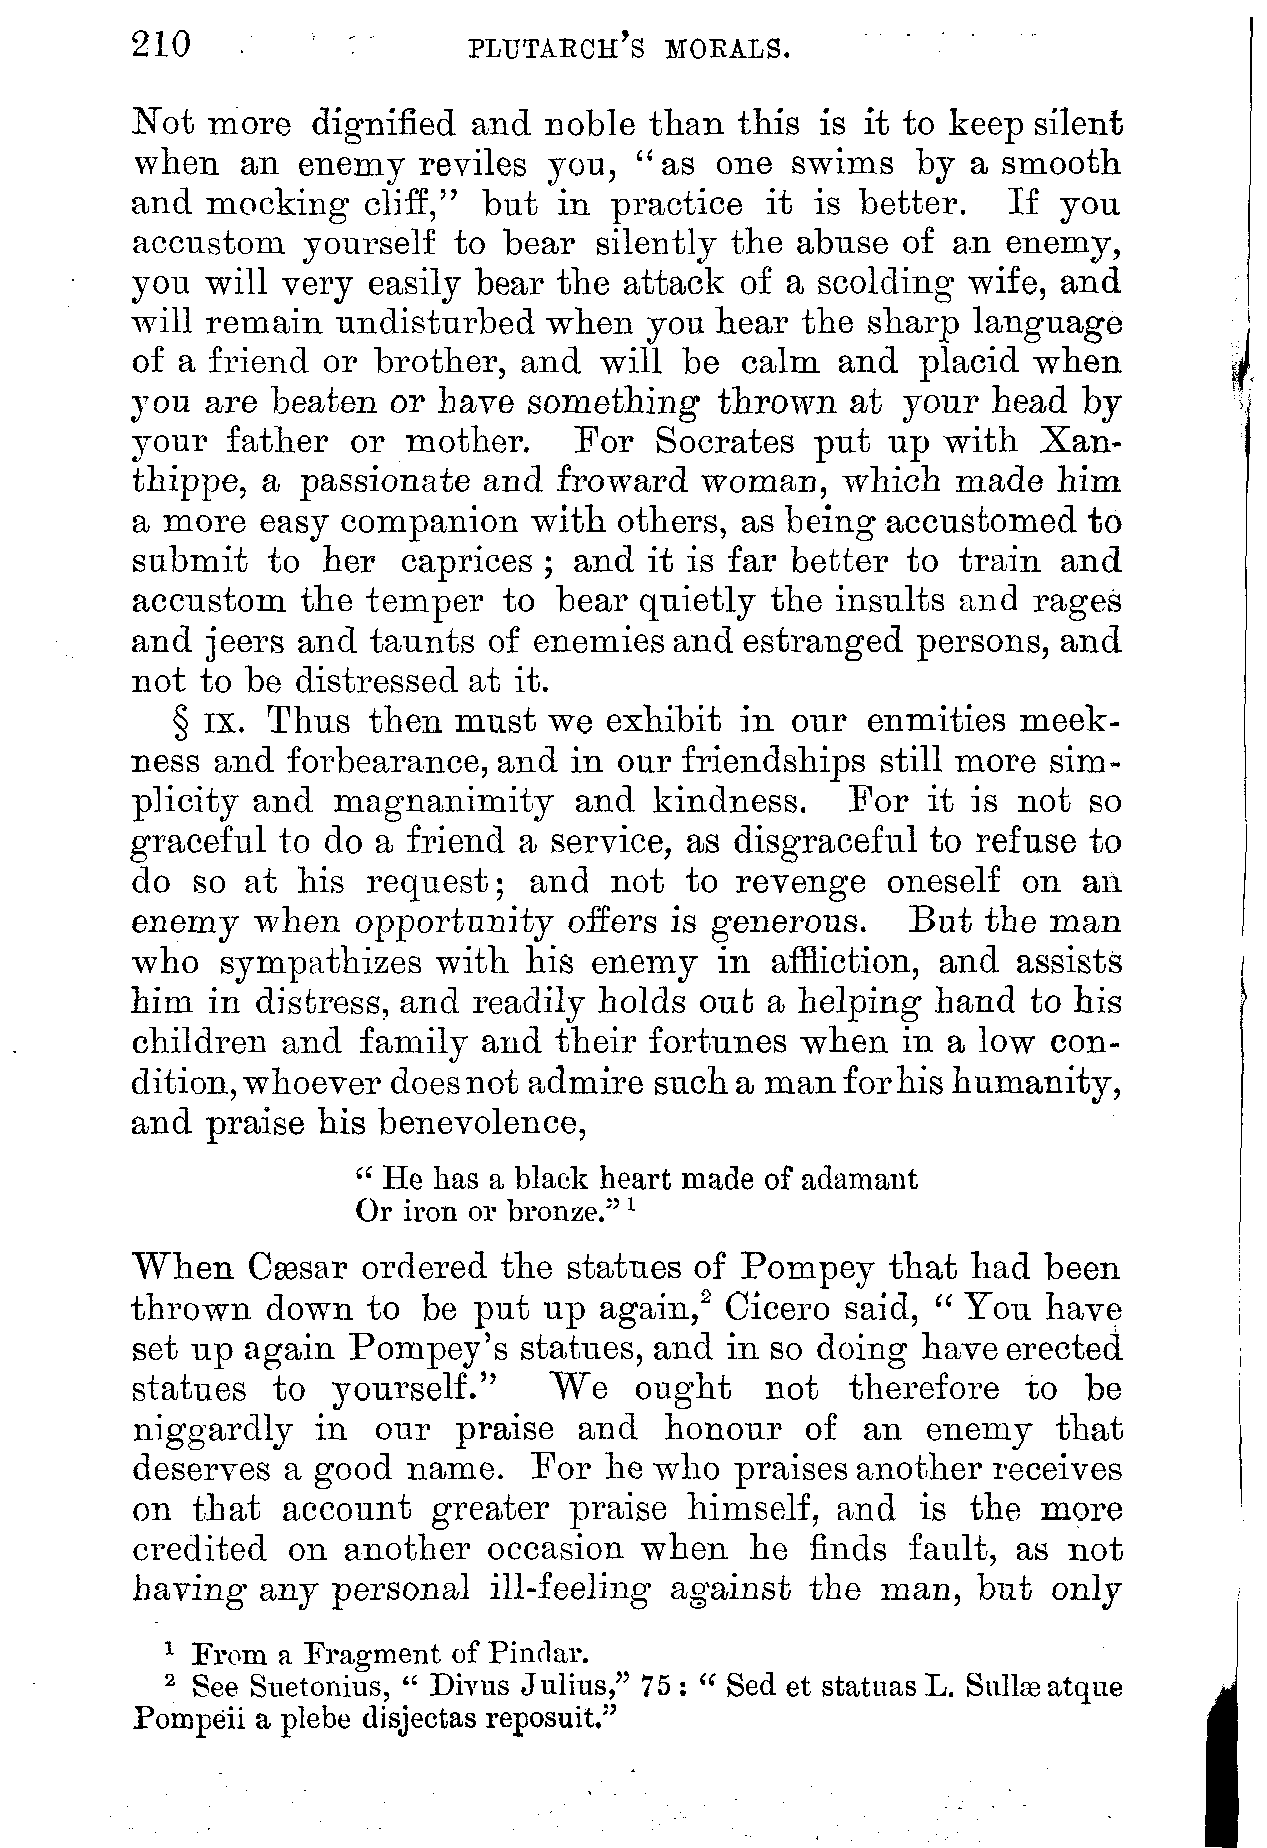 210 PLUTARCH'S MORALS.
Not more dignified and noble than this is it to keep silent
when an enemy reviles you, “as one swims by a smooth
and mocking cliff,” but in practice it is better. If you
accustom yourself to bear silently the abuse of an enemy,
you will very easily bear the attack of a scolding wife, and
will remain undisturbed when you hear the sharp language
of a friend or brother, and will be calm and placid when
you are beaten or have something thrown at your head by
your father or mother. For Socrates put up with Xan-
thippe, a passionate and froward woman, which made him
a more easy companion with others, as being accustomed to
submit to her caprices ; and it is far better to train and
accustom the temper to bear quietly the insults and rages
and jeers and taunts of enemies and estranged persons, and
not to be distressed at it.
§ IX. Thus then must we exhibit in our enmities meek-
ness and forbearance, and in our friendships still more sim-
plicity and magnanimity and kindness. For it is not so
graceful to do a friend a service, as disgraceful to refuse to
do so at his request; and not to revenge oneself on an
enemy when opportunity offers is generous. But the man
who sympathizes with his enemy in affliction, and assists
him in distress, and readily holds out a helping hand to his
children and family and their fortunes when in a low con-
dition, whoever does not admire such a man for his humanity,
and praise his benevolence,
“ He has a black heart made of adamant
Or iron or bronze.” ¹
When Cæsar ordered the statues of Pompey that had been
thrown down to be put up again,² Cicero said, “ You have
set up again Pompey's statues, and in so doing have erected
statues to yourself.” We ought not therefore to be
niggardly in our praise and honour of an enemy that
deserves a good name. For he who praises another receives
on that account greater praise himself, and is the more
credited on another occasion when he finds fault, as not
having any personal ill-feeling against the man, but only
¹ From a Fragment of Pindar.
² See Suetonius, “ Divus Julius,” 75 : “ Sed et statuas L. Sullæ atque
Pompeii a plebe disjectas reposuit.”